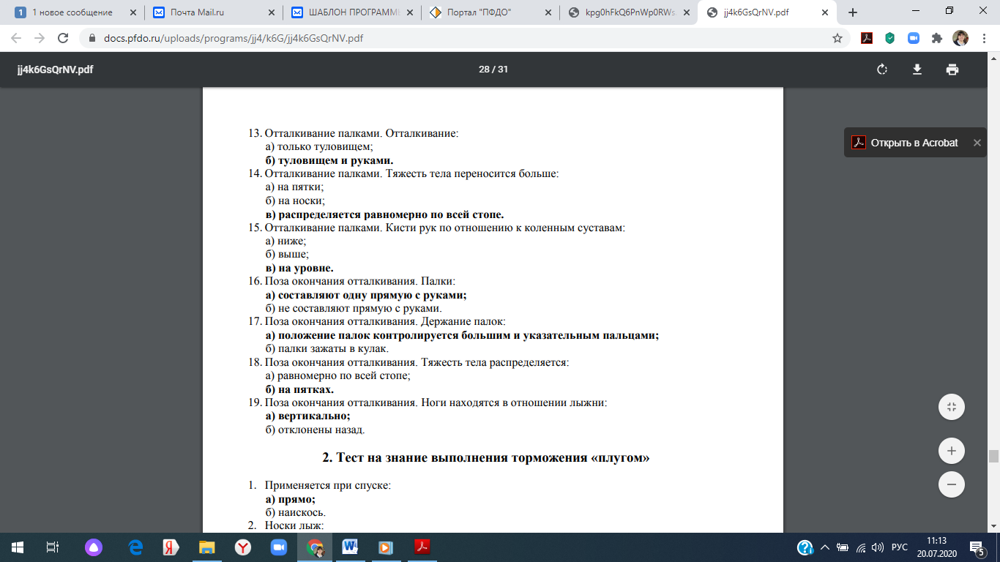 1 новое сообщение
Почта Mail.ru
ШАБЛОН ПРОГРАММЫ
Портал "ПФДО"
kpg0hFkQ6PnWp0RWs
jj4k6GsQrNV.pdf
docs.pfdo.ru/uploads/programs/jj4/k6G/jj4k6GsQrNV.pdf
jj4k6GsQrNV.pdf
28 / 31
Открыть в Acrobat
13. Отталкивание палками. Отталкивание:
а) только туловищем;
б) туловищем и руками.
14. Отталкивание палками. Тяжесть тела переносится больше:
а) на пятки;
б) на носки;
в) распределяется равномерно по всей стопе.
15. Отталкивание палками. Кисти рук по отношению к коленным суставам:
а) ниже;
б) выше;
в) на уровне.
16. Поза окончания отталкивания. Палки:
а) составляют одну прямую с руками;
б) не составляют прямую с руками.
17. Поза окончания отталкивания. Держание палок:
а) положение палок контролируется большим и указательным пальцами;
б) палки зажаты в кулак.
18. Поза окончания отталкивания. Тяжесть тела распределяется:
а) равномерно по всей стопе;
б) на пятках.
19. Поза окончания отталкивания. Ноги находятся в отношении лыжни:
а) вертикально;
б) отклонены назад.
2. Тест на знание выполнения торможения «плугом»
1. Применяется при спуске:
а) прямо;
б) наискось.
2. Носки лыж:
РУС
11:13
20.07.2020
5